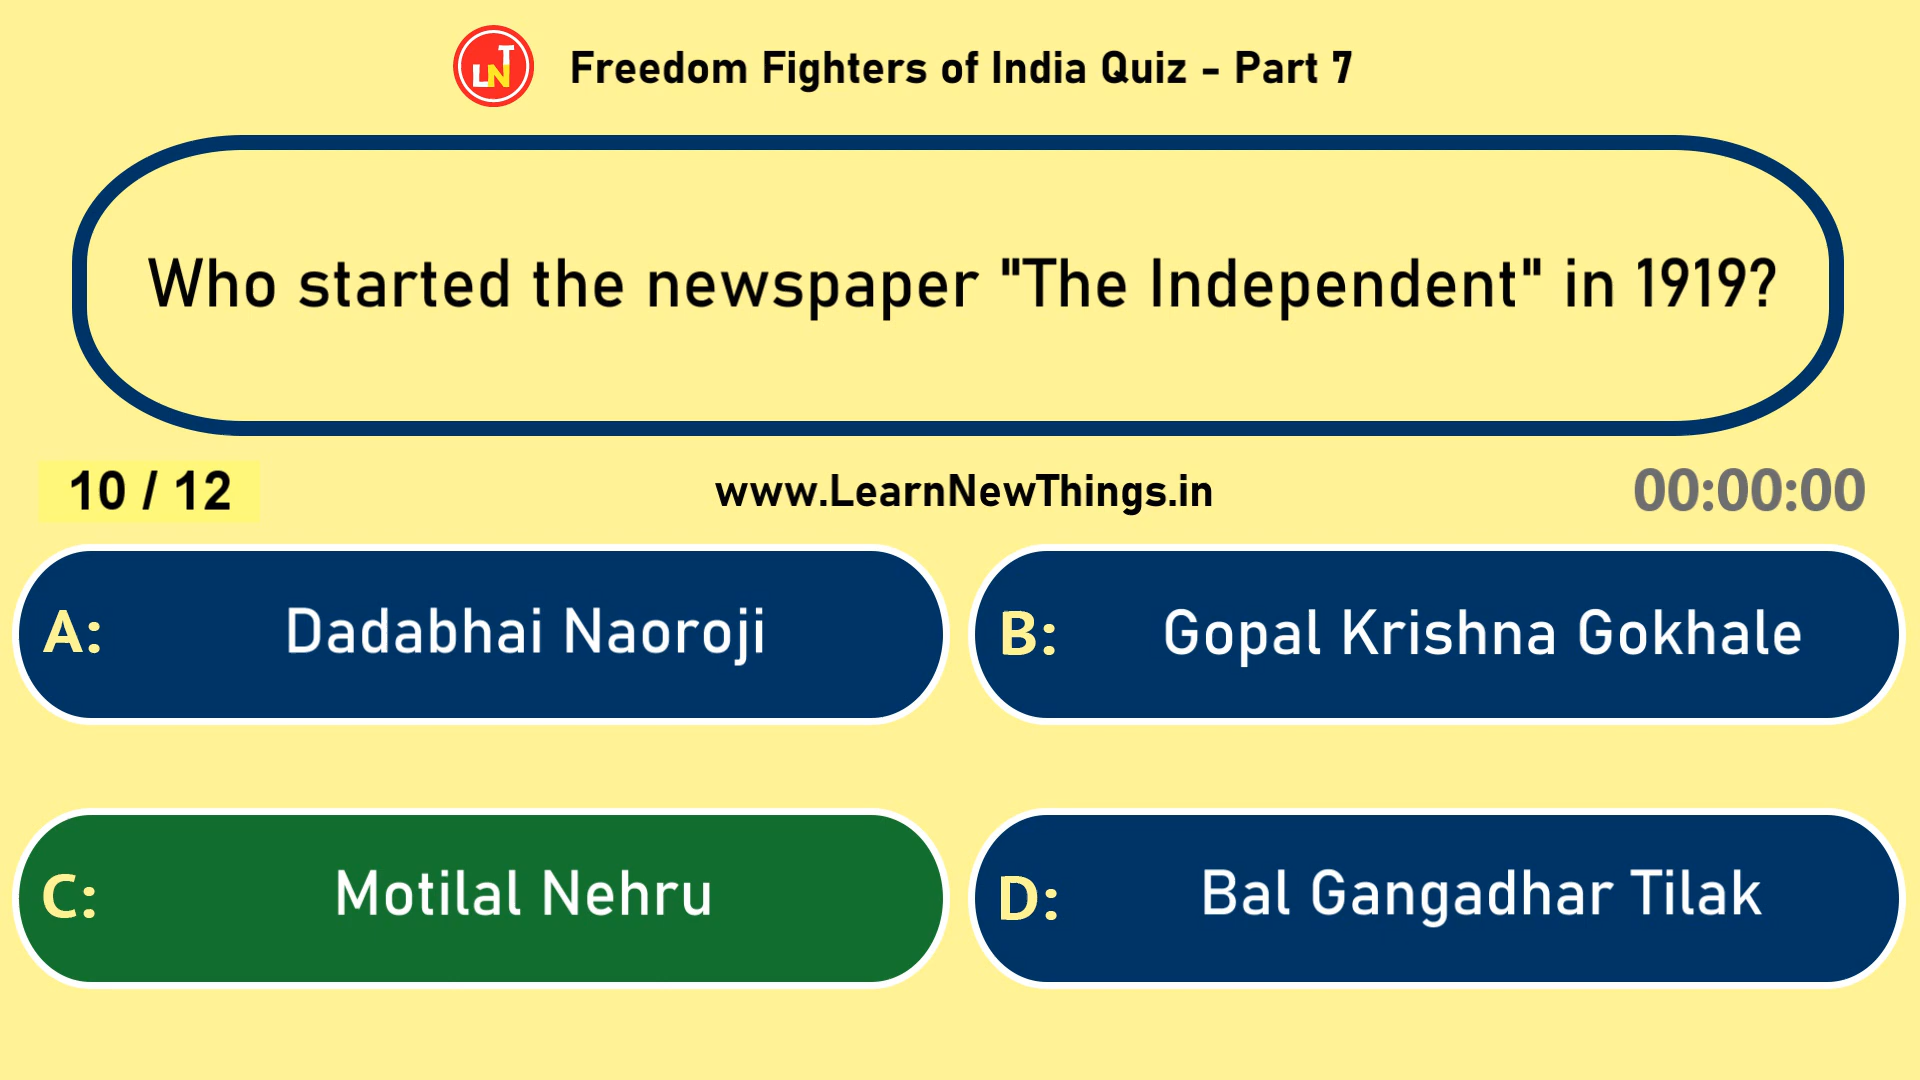 LNT
Freedom Fighters of India Quiz - Part 7
Who started the newspaper "The Independent" in 1919?
10 / 12
www.LearnNewThings.in
00:00:00
A: Dadabhai Naoroji
B: Gopal Krishna Gokhale
C: Motilal Nehru
D: Bal Gangadhar Tilak